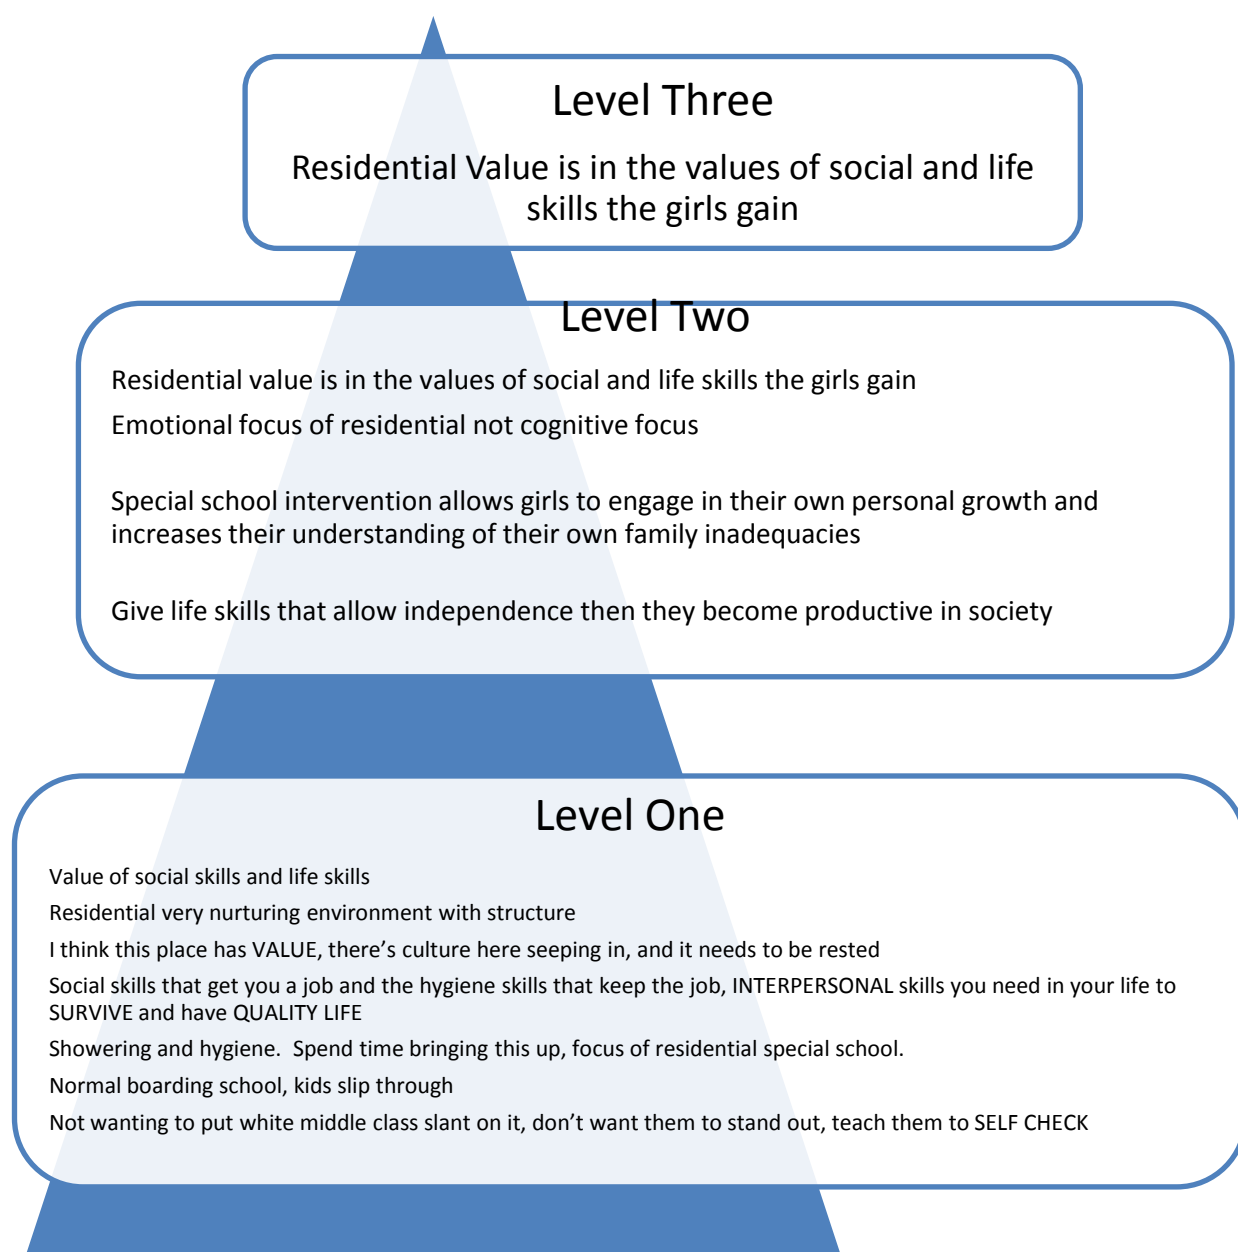 Level Three
Residential Value is in the values of social and life
skills the girls gain
Level Two
Residential value is in the values of social and life skills the girls gain
Emotional focus of residential not cognitive focus
Special school intervention allows girls to engage in their own personal growth and
increases their understanding of their own family inadequacies
Give life skills that allow independence then they become productive in society
Level One
Value of social skills and life skills
Residential very nurturing environment with structure
I think this place has VALUE, there’s culture here seeping in, and it needs to be rested
Social skills that get you a job and the hygiene skills that keep the job, INTERPERSONAL skills you need in your life to
SURVIVE and have QUALITY LIFE
Showering and hygiene.  Spend time bringing this up, focus of residential special school.
Normal boarding school, kids slip through
Not wanting to put white middle class slant on it, don’t want them to stand out, teach them to SELF CHECK